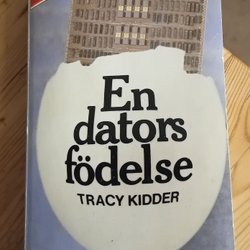 En
dators
födelse
TRACY KIDDER